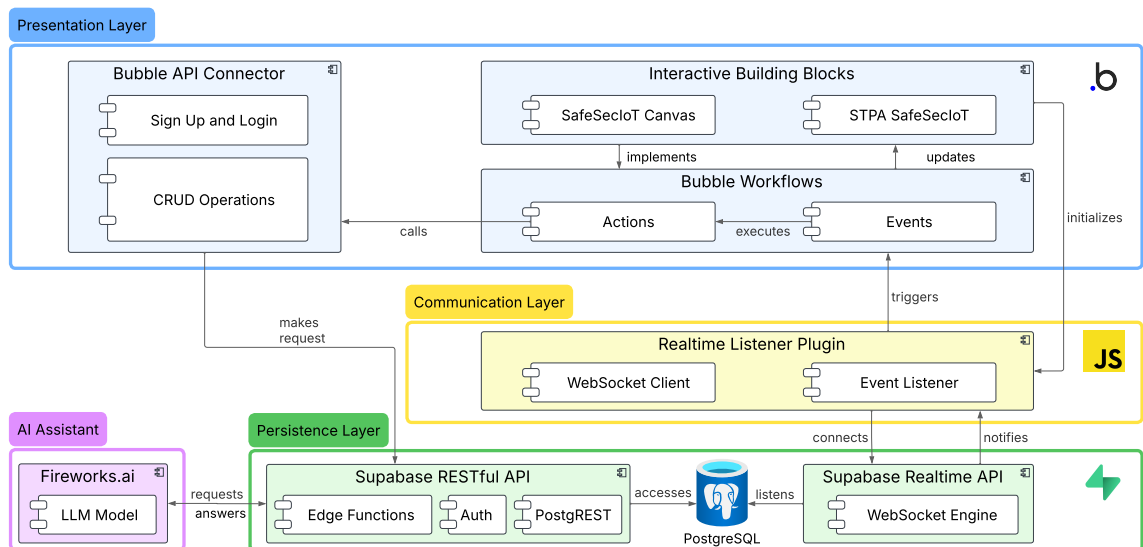 Presentation Layer
Bubble API Connector
Sign Up and Login
CRUD Operations
Interactive Building Blocks
SafeSecIoT Canvas
STPA SafeSecIoT
b
implements
updates
Bubble Workflows
Actions
Events
calls
executes
initializes
triggers
makes
request
Communication Layer
Realtime Listener Plugin
WebSocket Client
Event Listener
JS
connects
notifies
AI Assistant
Fireworks.ai
LLM Model
requests
answers
Persistence Layer
Supabase RESTful API
Edge Functions
Auth
PostgREST
accesses
listens
PostgreSQL
Supabase Realtime API
WebSocket Engine